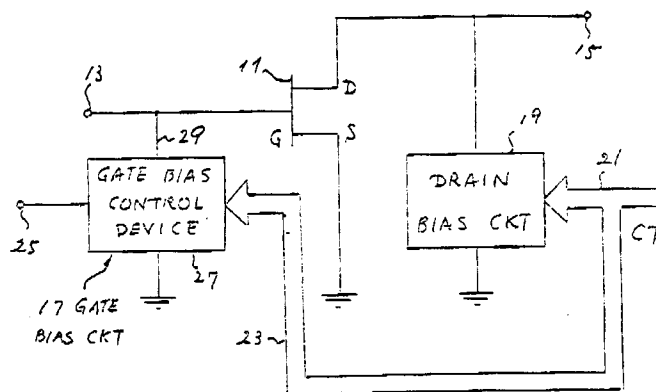 11
15
13
D
29
G
S
19
GATE BIAS
CONTROL
DEVICE
DRAIN
BIAS CKT
21
CT
25
27
17 GATE
BIAS CKT
23